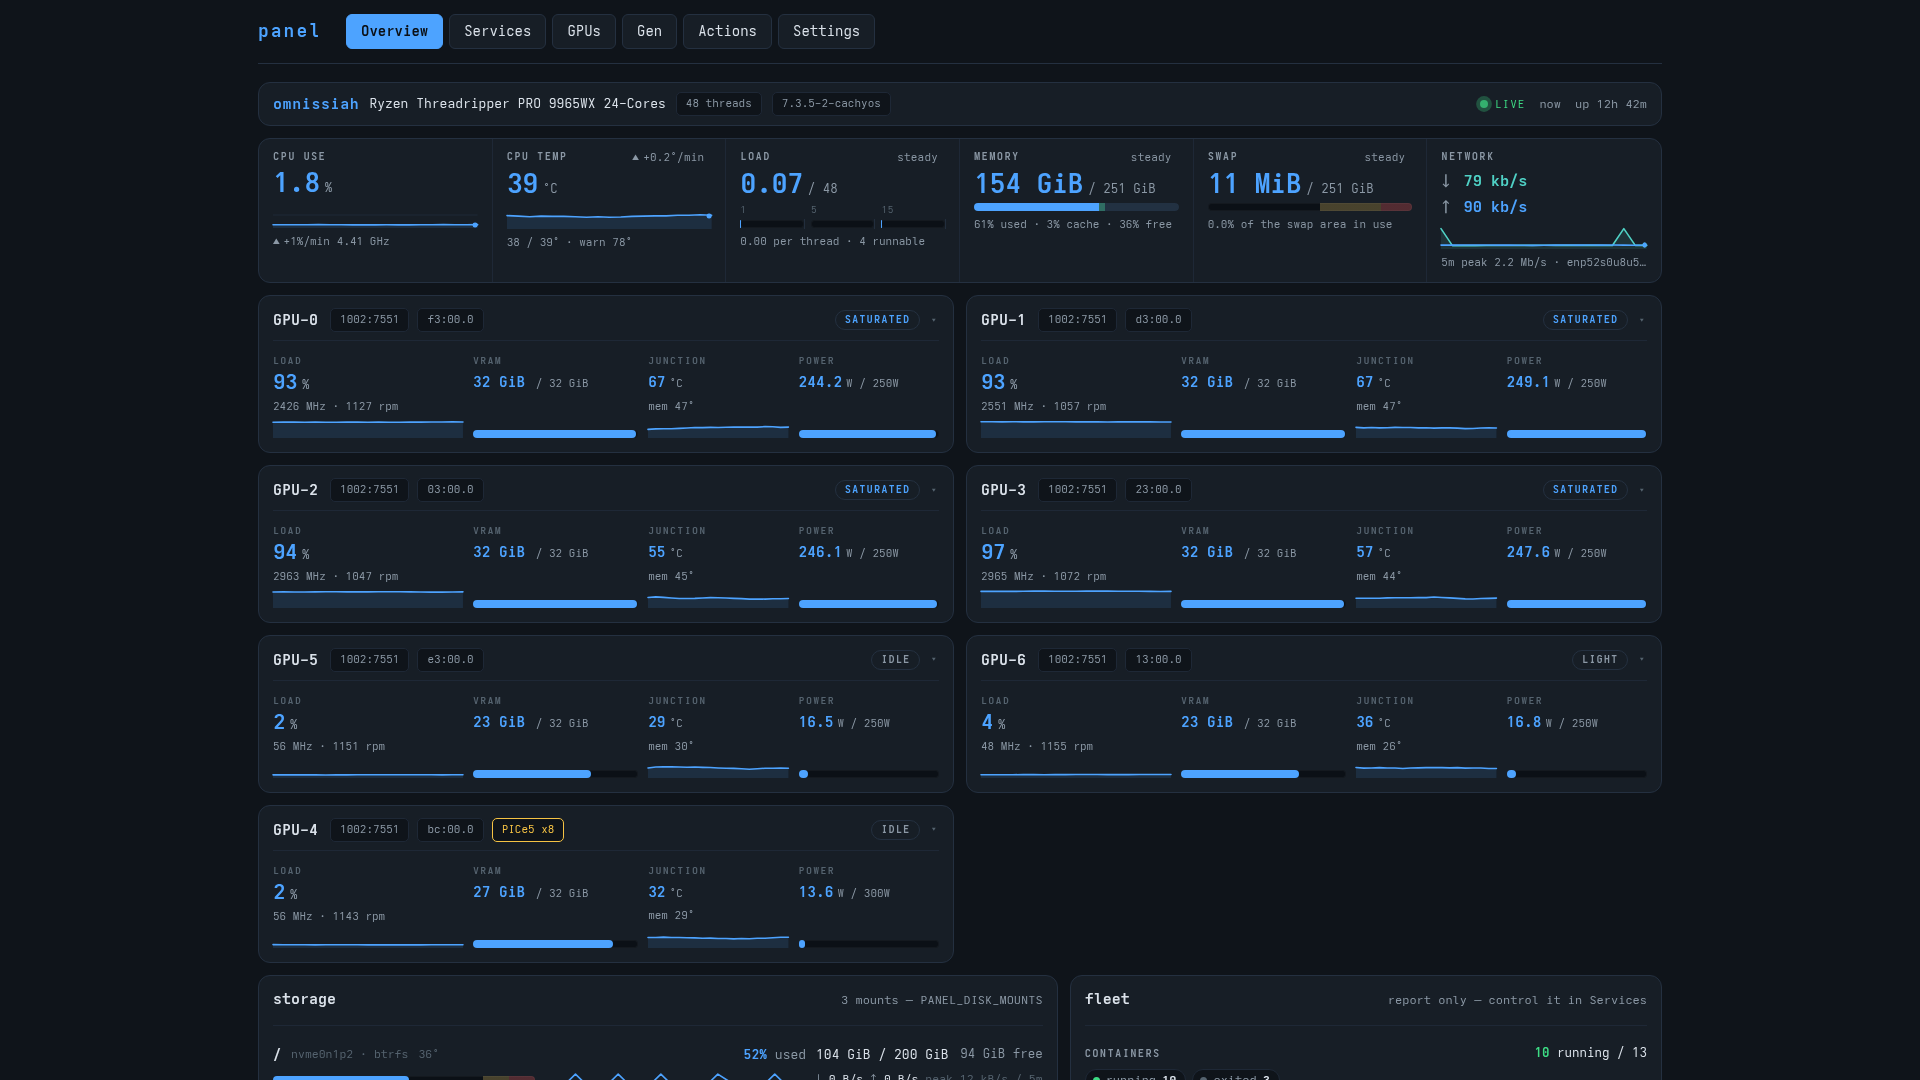 panel Overview Services GPUs Gen Actions Settings
omnissiah Ryzen Threadripper PRO 9965WX 24-Cores 48 threads 7.3.5-2-cachyos LIVE now up 12h 42m
CPU USE
1.8 %
▲ +1%/min 4.41 GHz
CPU TEMP ▲ +0.2°/min
39 °C
38 / 39° · warn 78°
LOAD steady
0.07 / 48
1 5 15
0.00 per thread · 4 runnable
MEMORY steady
154 GiB / 251 GiB
61% used · 3% cache · 36% free
SWAP steady
11 MiB / 251 GiB
0.0% of the swap area in use
NETWORK
↓ 79 kb/s
↑ 90 kb/s
5m peak 2.2 Mb/s · enp52s0u8u5…
GPU-0 1002:7551 f3:00.0 SATURATED
LOAD VRAM JUNCTION POWER
93 % 32 GiB / 32 GiB 67 °C 244.2 W / 250W
2426 MHz · 1127 rpm mem 47°
GPU-1 1002:7551 d3:00.0 SATURATED
LOAD VRAM JUNCTION POWER
93 % 32 GiB / 32 GiB 67 °C 249.1 W / 250W
2551 MHz · 1057 rpm mem 47°
GPU-2 1002:7551 03:00.0 SATURATED
LOAD VRAM JUNCTION POWER
94 % 32 GiB / 32 GiB 55 °C 246.1 W / 250W
2963 MHz · 1047 rpm mem 45°
GPU-3 1002:7551 23:00.0 SATURATED
LOAD VRAM JUNCTION POWER
97 % 32 GiB / 32 GiB 57 °C 247.6 W / 250W
2965 MHz · 1072 rpm mem 44°
GPU-5 1002:7551 e3:00.0 IDLE
LOAD VRAM JUNCTION POWER
2 % 23 GiB / 32 GiB 29 °C 16.5 W / 250W
56 MHz · 1151 rpm mem 30°
GPU-6 1002:7551 13:00.0 LIGHT
LOAD VRAM JUNCTION POWER
4 % 23 GiB / 32 GiB 36 °C 16.8 W / 250W
48 MHz · 1155 rpm mem 26°
GPU-4 1002:7551 bc:00.0 PICe5 x8 IDLE
LOAD VRAM JUNCTION POWER
2 % 27 GiB / 32 GiB 32 °C 13.6 W / 300W
56 MHz · 1143 rpm mem 29°
storage 3 mounts — PANEL_DISK_MOUNTS
/ nvme0n1p2 · btrfs 36° 52% used 104 GiB / 200 GiB 94 GiB free
↓ 0 B/s ↑ 0 B/s peak 12 kB/s / 5m
fleet report only — control it in Services
CONTAINERS 10 running / 13
running 10 exited 3